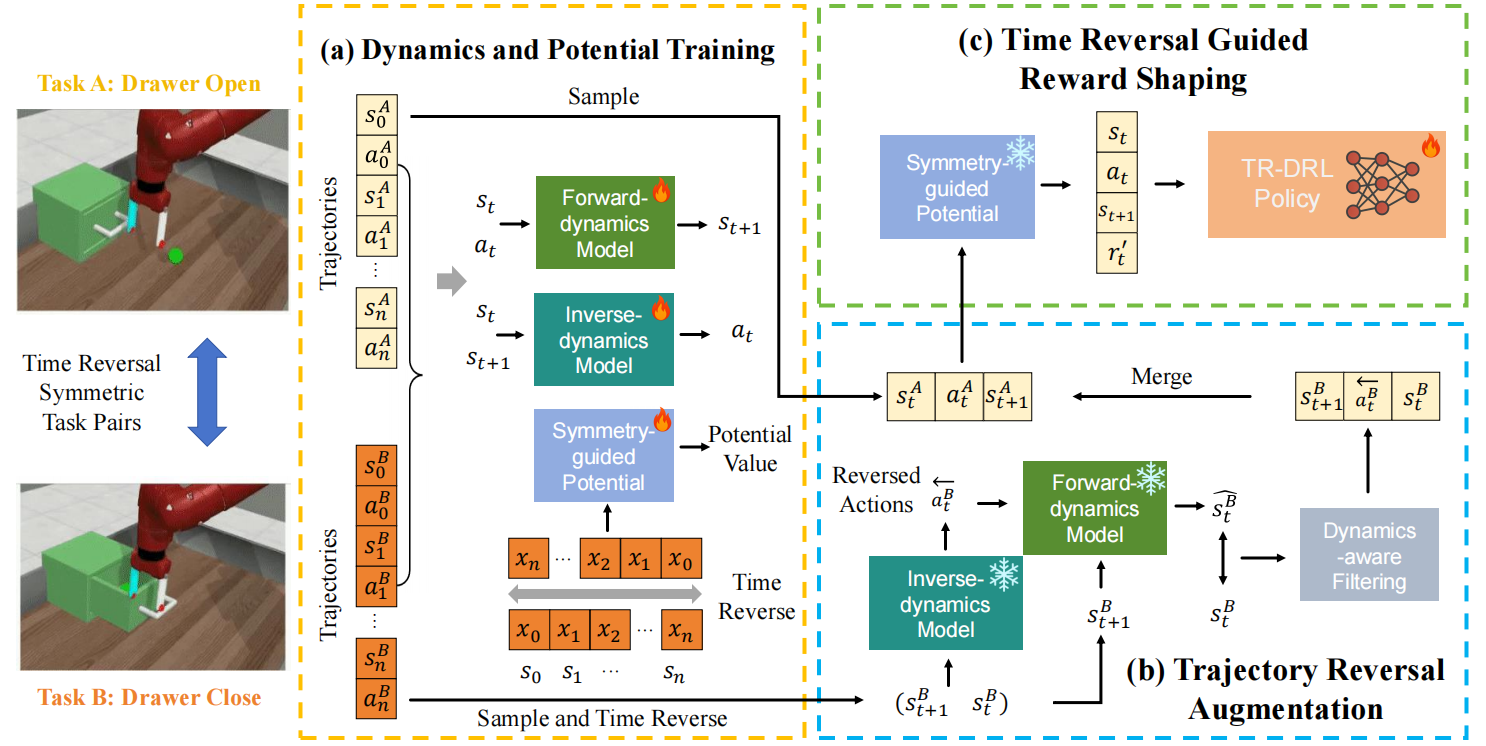 Task A: Drawer Open
Time Reversal
Symmetric
Task Pairs
Task B: Drawer Close
(a) Dynamics and Potential Training
Trajectories
s_0^A
a_0^A
s_1^A
a_1^A
⋮
s_n^A
a_n^A
Trajectories
s_0^B
a_0^B
s_1^B
a_1^B
⋮
s_n^B
a_n^B
Sample
s_t
a_t
Forward-
dynamics
Model
s_{t+1}
s_t
s_{t+1}
Inverse-
dynamics
Model
a_t
Symmetry-
guided
Potential
Potential
Value
x_n ... x_2 x_1 x_0
Time
Reverse
x_0 x_1 x_2 ... x_n
s_0 s_1 ... s_n
Sample and Time Reverse
(c) Time Reversal Guided
Reward Shaping
Symmetry-
guided
Potential
s_t
a_t
s_{t+1}
r_t'
TR-DRL
Policy
s_t^A a_t^A s_{t+1}^A
Merge
s_{t+1}^B \overleftarrow{a_t^B} s_t^B
Reversed
Actions
\overleftarrow{a_t^B}
Forward-
dynamics
Model
\widehat{s_t^B}
Inverse-
dynamics
Model
s_{t+1}^B
s_t^B
Dynamics
-aware
Filtering
(s_{t+1}^B s_t^B)
(b) Trajectory Reversal
Augmentation